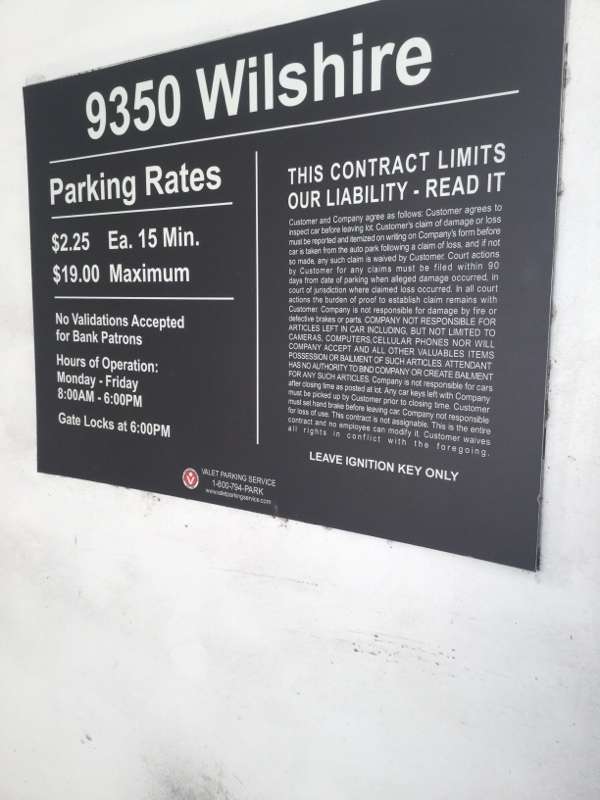 9350 Wilshire
Parking Rates
$2.25 Ea. 15 Min.
$19.00 Maximum
No Validations Accepted
for Bank Patrons
Hours of Operation:
Monday - Friday
8:00AM - 6:00PM
Gate Locks at 6:00PM
THIS CONTRACT LIMITS
OUR LIABILITY - READ IT
Customer and Company agree as follows: Customer agrees to
inspect car before leaving lot. Customer's claim of damage or loss
must be reported and itemized on writing on Company's form before
car is taken from the auto park following a claim of loss, and if not
so made, any such claim is waived by Customer. Court actions
by Customer for any claims must be filed within 90
days from date of parking when alleged damage occurred, in
court of jurisdiction where claimed loss occurred. In all court
actions the burden of proof to establish claim remains with
Customer. Company is not responsible for damage by fire or
defective brakes or parts. COMPANY NOT RESPONSIBLE FOR
ARTICLES LEFT IN CAR INCLUDING, BUT NOT LIMITED TO
CAMERAS, COMPUTERS,CELLULAR PHONES NOR WILL
COMPANY ACCEPT AND ALL OTHER VALUABLES ITEMS
POSSESSION OR BAILMENT OF SUCH ARTICLES. ATTENDANT
HAS NO AUTHORITY TO BIND COMPANY OR CREATE BAILMENT
FOR ANY SUCH ARTICLES. Company is not responsible for cars
after closing time as posted at lot. Any car keys left with Company
must be picked up by Customer prior to closing time. Customer
must set hand brake before leaving car. Company not responsible
for loss of use. This contract is not assignable. This is the entire
contract and no employee can modify it. Customer waives
all rights in conflict with the foregoing.
LEAVE IGNITION KEY ONLY
VALET PARKING SERVICE
1-800-794-PARK
www.valetparkingservice.com